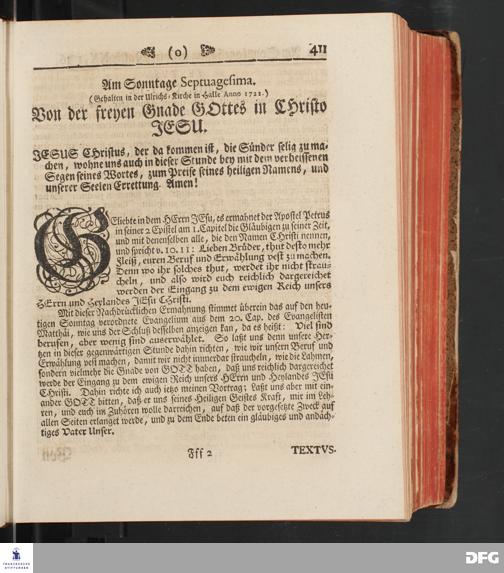 (0) 411
Am Sonntage Septuagesima.
(Gehalten in der Ulrichs-Kirche in Halle Anno 1721.)
Von der freyen Gnade GOttes in CHristo
JESU.
JESUS CHristus, der da kommen ist, die Sünder selig zu ma-
chen, wohne uns auch in dieser Stunde bey mit dem verheissenen
Segen seines Wortes, zum Preise seines heiligen Namens, und
unserer Seelen Errettung. Amen!
GEliebte in dem HErrn JEsu, es ermahnet der Apostel Petrus
in seiner 2 Epistel am 1. Capitel die Gläubigen zu seiner Zeit,
und mit denenselben alle, die den Namen CHristi nennen,
und spricht v. 10. 11: Lieben Brüder, thut desto mehr
Fleiß, euren Beruf und Erwählung vest zu machen.
Denn wo ihr solches thut, werdet ihr nicht strau-
cheln, und also wird euch reichlich dargereichet
werden der Eingang zu dem ewigen Reich unsers
HErrn und Heylandes JEsu CHristi.
Mit dieser Nachdrücklichen Ermahnung stimmet überein das auf den heu-
tigen Sonntag verordnete Evangelium aus dem 20. Cap. des Evangelisten
Matthäi, wie uns der Schluß desselben anzeigen kan, da es heißt: Viel sind
berufen, aber wenig sind auserwählet. So laßt uns denn unsere Her-
tzen in dieser gegenwärtigen Stunde dahin richten, wie wir unsern Beruf und
Erwählung vest machen, damit wir nicht immerdar straucheln, wie die Lahmen,
sondern vielmehr die Gnade von GOTT haben, daß uns reichlich dargereichet
werde der Eingang zu dem ewigen Reich unsers HErrn und Heylandes JEsu
CHristi. Dahin richte ich auch jetzo meinen Vortrag; laßt uns aber mit ein-
ander GOTT bitten, daß er uns seines Heiligen Geistes Kraft, mir im Leh-
ren, und euch im Zuhören wolle darreichen, auf daß der vorgesetzte Zweck auf
allen Seiten erlanget werde, und zu dem Ende beten ein gläubiges und andäch-
tiges Vater Unser.
Fff 2 TEXTVS.
FRANCKESCHE
STIFTUNGEN
DFG